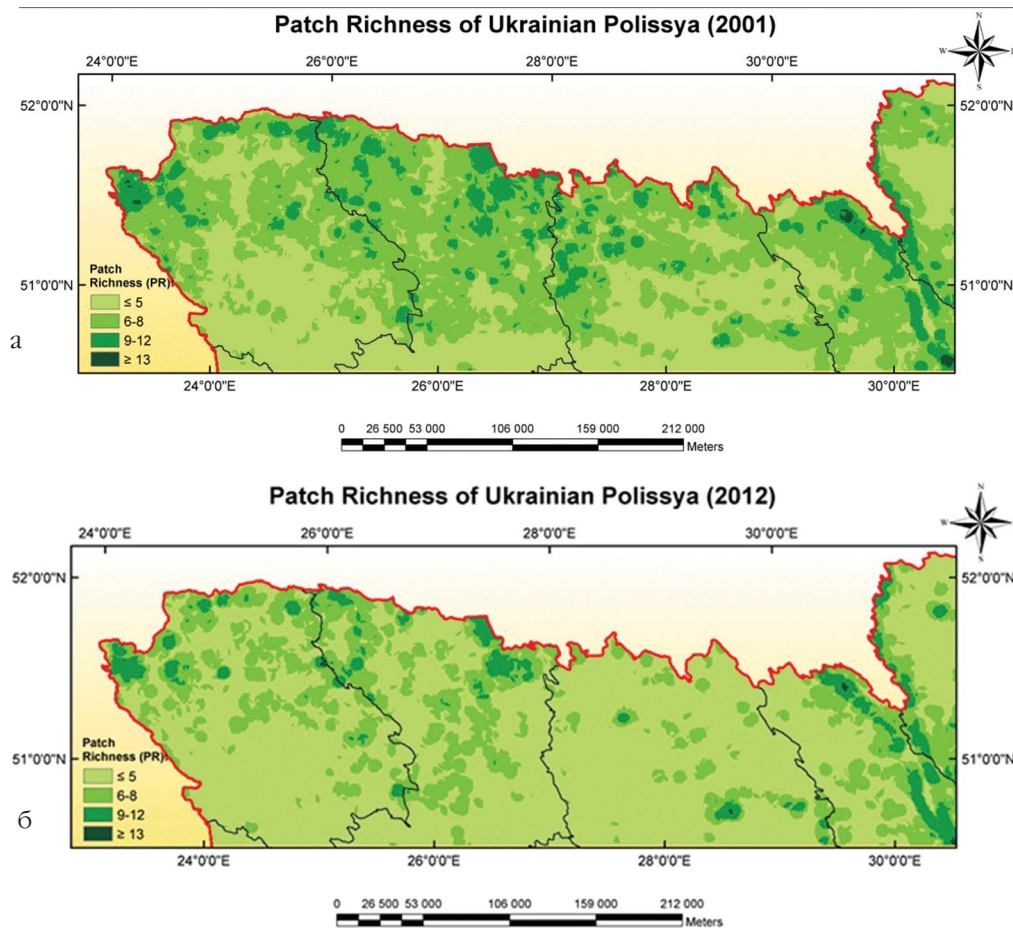 Patch Richness of Ukrainian Polissya (2001)
N
W
S
24°0'0"E 26°0'0"E 28°0'0"E 30°0'0"E
52°0'0"N 52°0'0"N
Patch
Richness (PR):
≤ 5
6-8
9-12
≥ 13
51°0'0"N 51°0'0"N
а
24°0'0"E 26°0'0"E 28°0'0"E 30°0'0"E
0 26 500 53 000 106 000 159 000 212 000
Meters
Patch Richness of Ukrainian Polissya (2012)
N
W
S
24°0'0"E 26°0'0"E 28°0'0"E 30°0'0"E
52°0'0"N 52°0'0"N
Patch
Richness (PR):
≤ 5
6-8
9-12
≥ 13
51°0'0"N 51°0'0"N
б
24°0'0"E 26°0'0"E 28°0'0"E 30°0'0"E
0 26 500 53 000 106 000 159 000 212 000
Meters